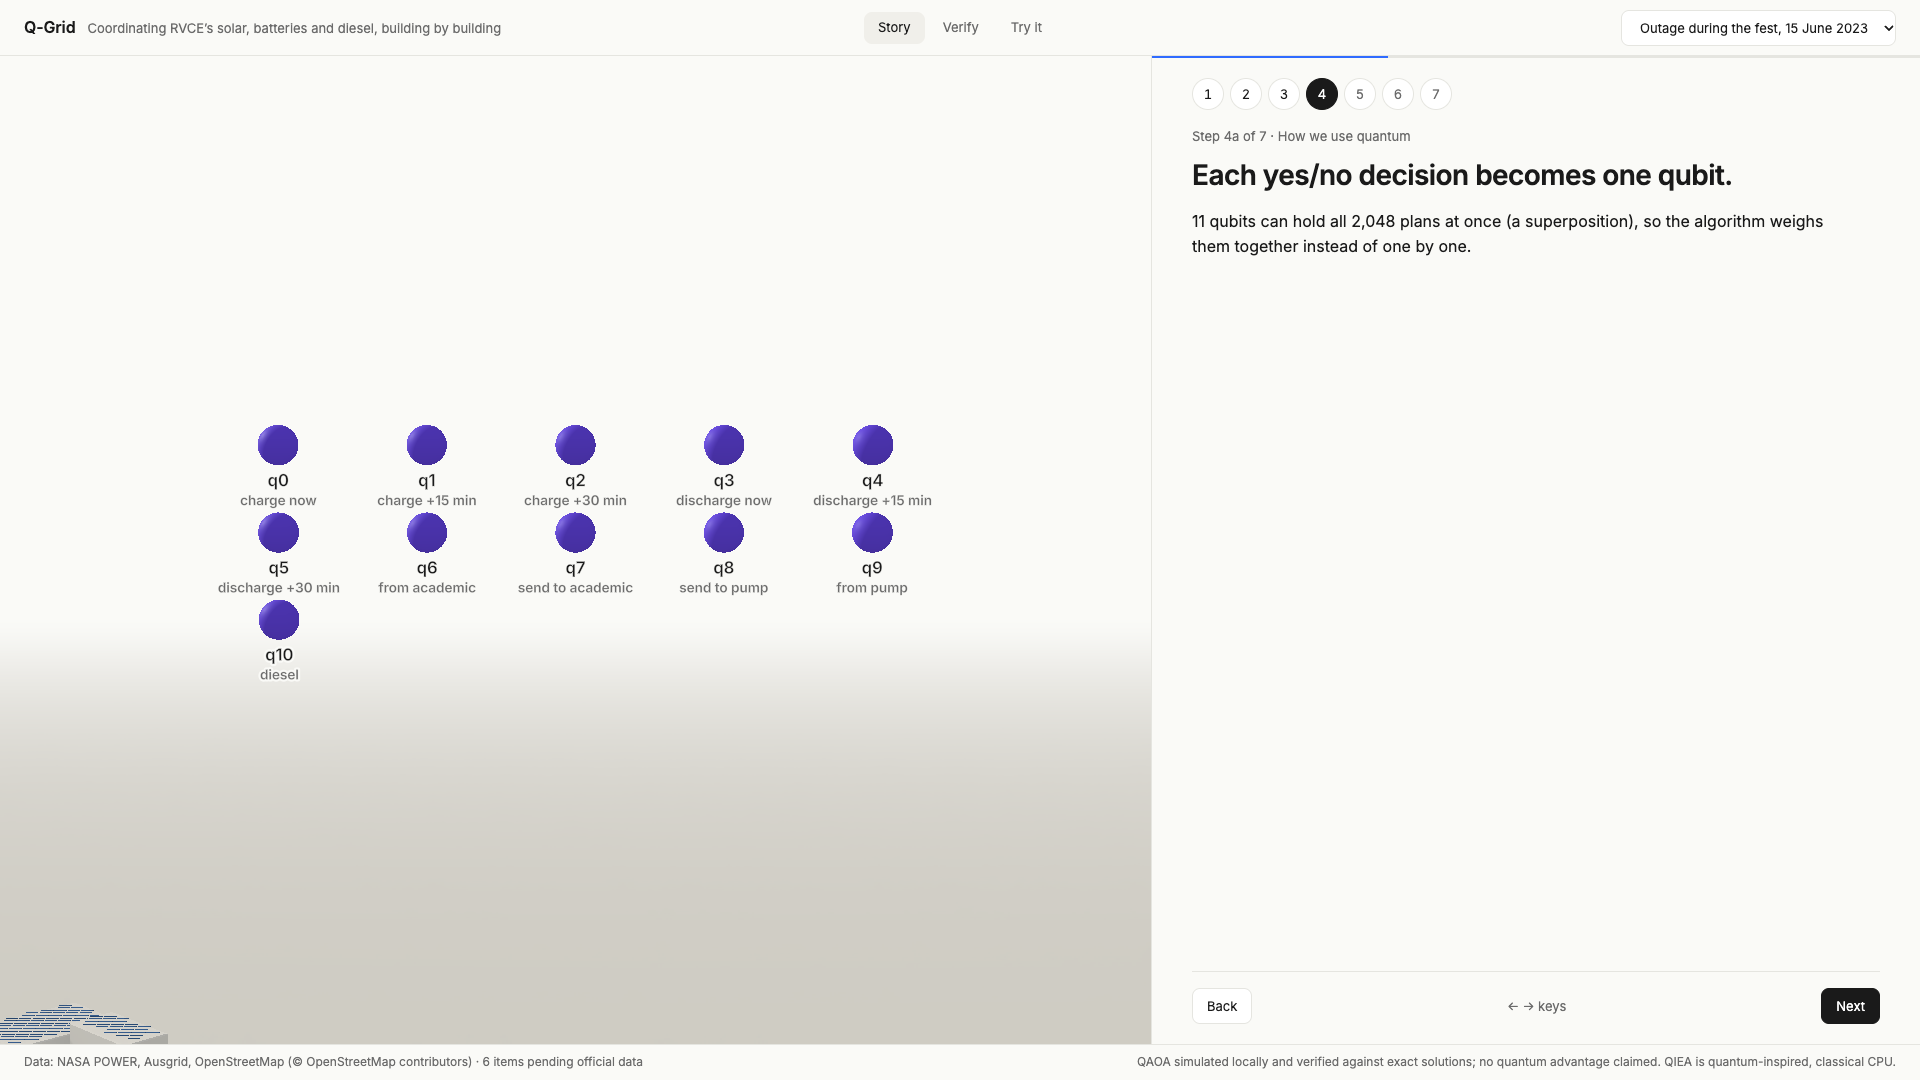 Q-Grid Coordinating RVCE's solar, batteries and diesel, building by building
Story Verify Try it
Outage during the fest, 15 June 2023
1 2 3 4 5 6 7
Step 4a of 7 · How we use quantum
Each yes/no decision becomes one qubit.
11 qubits can hold all 2,048 plans at once (a superposition), so the algorithm weighs
them together instead of one by one.
q0 q1 q2 q3 q4
charge now charge +15 min charge +30 min discharge now discharge +15 min
q5 q6 q7 q8 q9
discharge +30 min from academic send to academic send to pump from pump
q10
diesel
Back ← → keys Next
Data: NASA POWER, Ausgrid, OpenStreetMap (© OpenStreetMap contributors) · 6 items pending official data
QAOA simulated locally and verified against exact solutions; no quantum advantage claimed. QIEA is quantum-inspired, classical CPU.